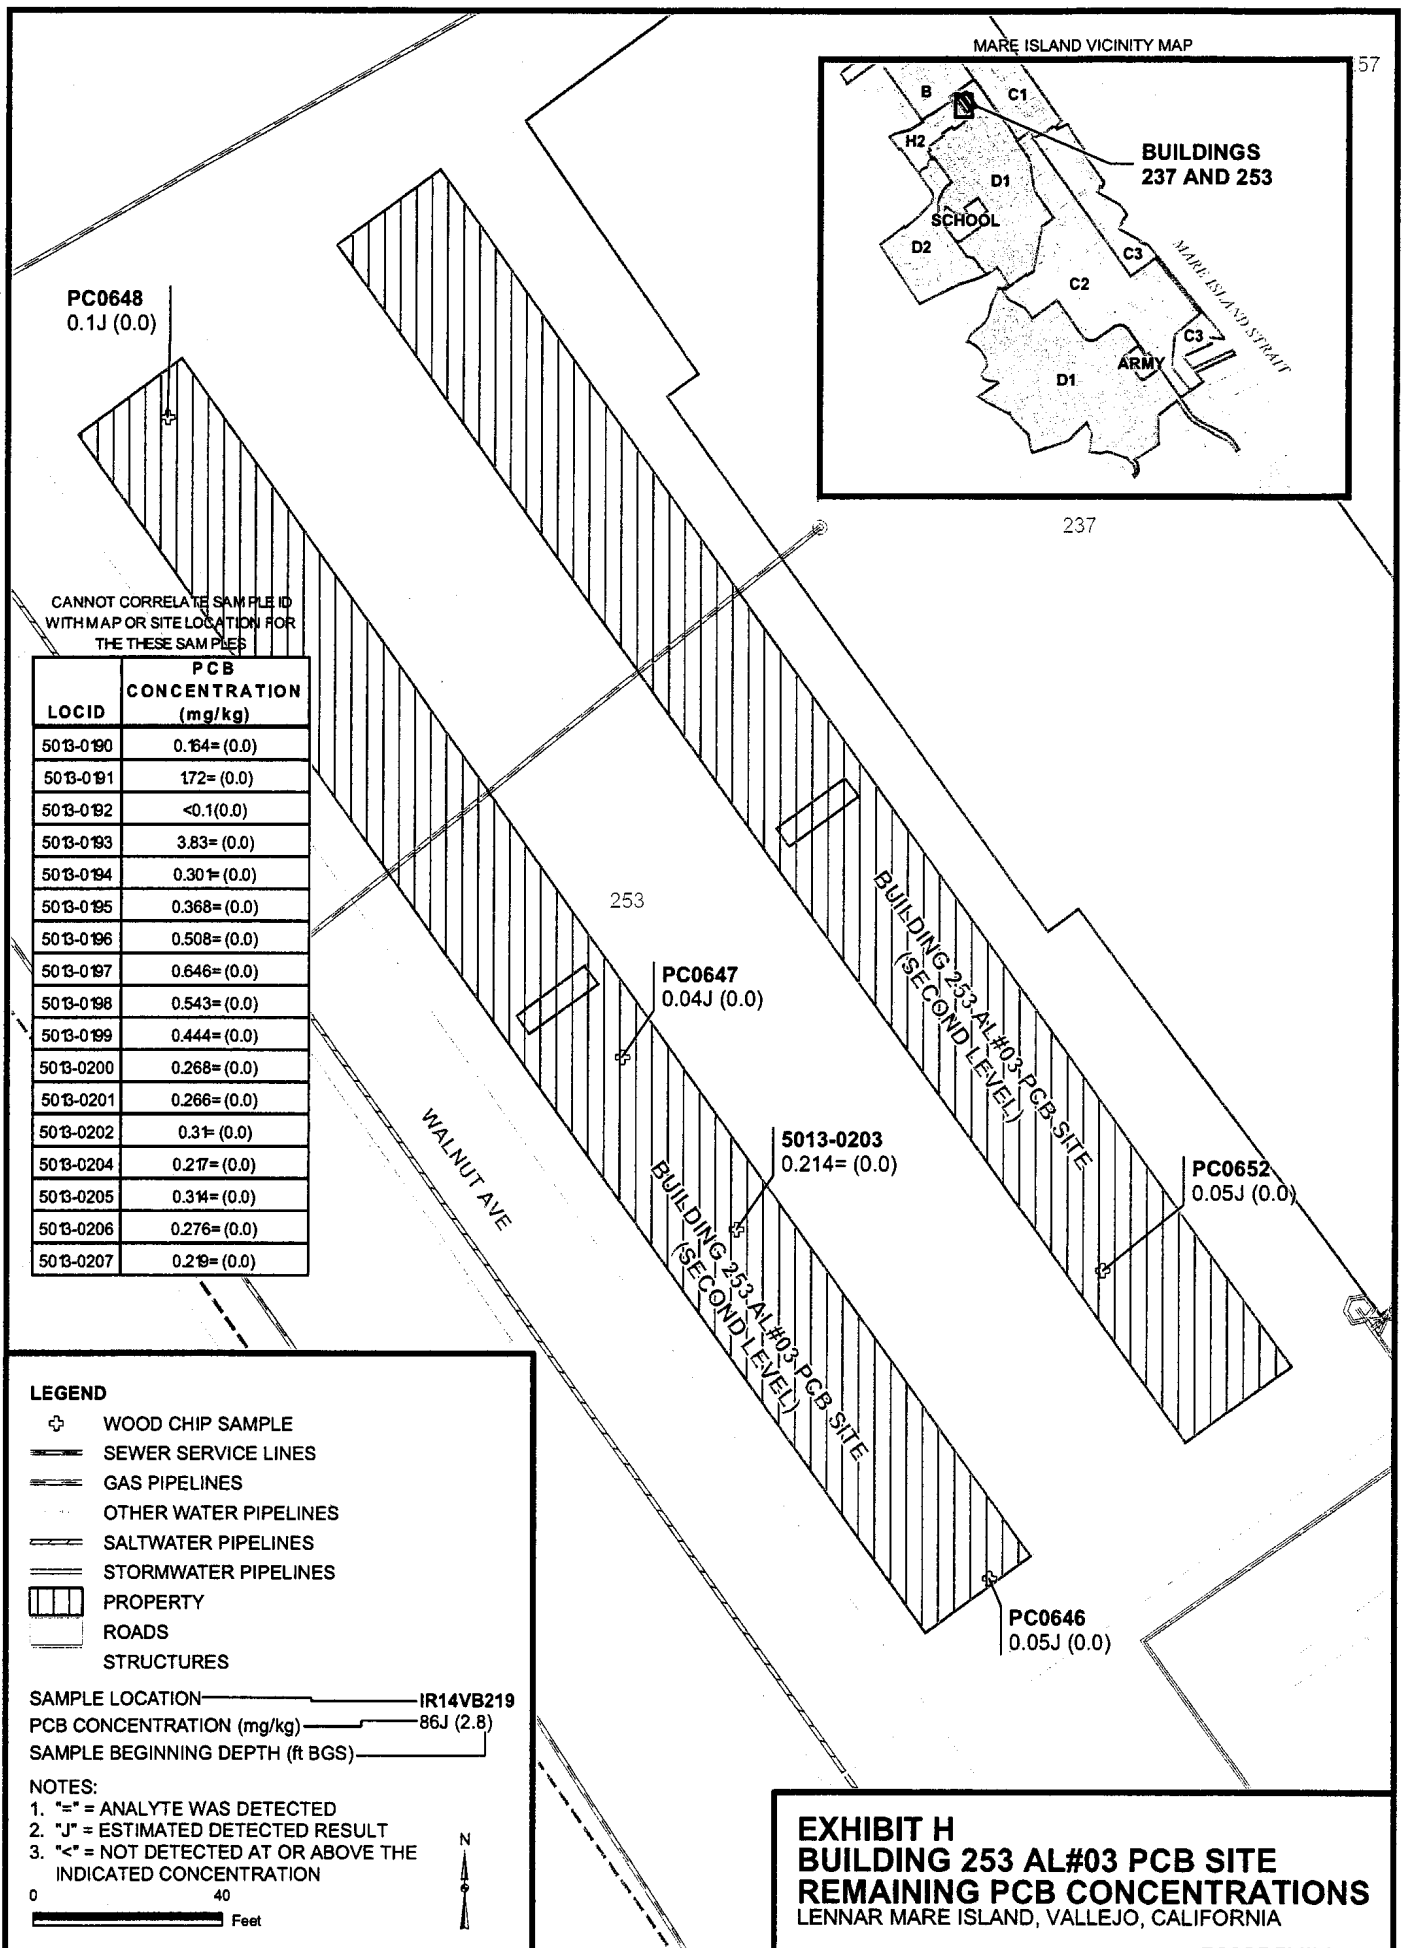 MARE ISLAND VICINITY MAP
57
B
C1
H2
BUILDINGS
237 AND 253
D1
SCHOOL
D2
C3
MARE ISLAND STRAIT
C2
C3
ARMY
D1
PC0648
0.1J (0.0)
237
CANNOT CORRELATE SAMPLE ID
WITH MAP OR SITE LOCATION FOR
THE THESE SAMPLES
LOCID PCB CONCENTRATION (mg/kg)
5013-0190 0.164= (0.0)
5013-0191 1.72= (0.0)
5013-0192 <0.1(0.0)
5013-0193 3.83= (0.0)
5013-0194 0.301= (0.0)
5013-0195 0.368= (0.0)
5013-0196 0.508= (0.0)
5013-0197 0.646= (0.0)
5013-0198 0.543= (0.0)
5013-0199 0.444= (0.0)
5013-0200 0.268= (0.0)
5013-0201 0.266= (0.0)
5013-0202 0.31= (0.0)
5013-0204 0.217= (0.0)
5013-0205 0.314= (0.0)
5013-0206 0.276= (0.0)
5013-0207 0.219= (0.0)
253
BUILDING 253 AL#03 PCB SITE
(SECOND LEVEL)
PC0647
0.04J (0.0)
WALNUT AVE
5013-0203
0.214= (0.0)
PC0652
0.05J (0.0)
BUILDING 253 AL#03 PCB SITE
(SECOND LEVEL)
PC0646
0.05J (0.0)
LEGEND
WOOD CHIP SAMPLE
SEWER SERVICE LINES
GAS PIPELINES
OTHER WATER PIPELINES
SALTWATER PIPELINES
STORMWATER PIPELINES
PROPERTY
ROADS
STRUCTURES
SAMPLE LOCATION IR14VB219
PCB CONCENTRATION (mg/kg) 86J (2.8)
SAMPLE BEGINNING DEPTH (ft BGS)
NOTES:
1. "=" = ANALYTE WAS DETECTED
2. "J" = ESTIMATED DETECTED RESULT
3. "<" = NOT DETECTED AT OR ABOVE THE
INDICATED CONCENTRATION
N
0 40
Feet
EXHIBIT H
BUILDING 253 AL#03 PCB SITE
REMAINING PCB CONCENTRATIONS
LENNAR MARE ISLAND, VALLEJO, CALIFORNIA